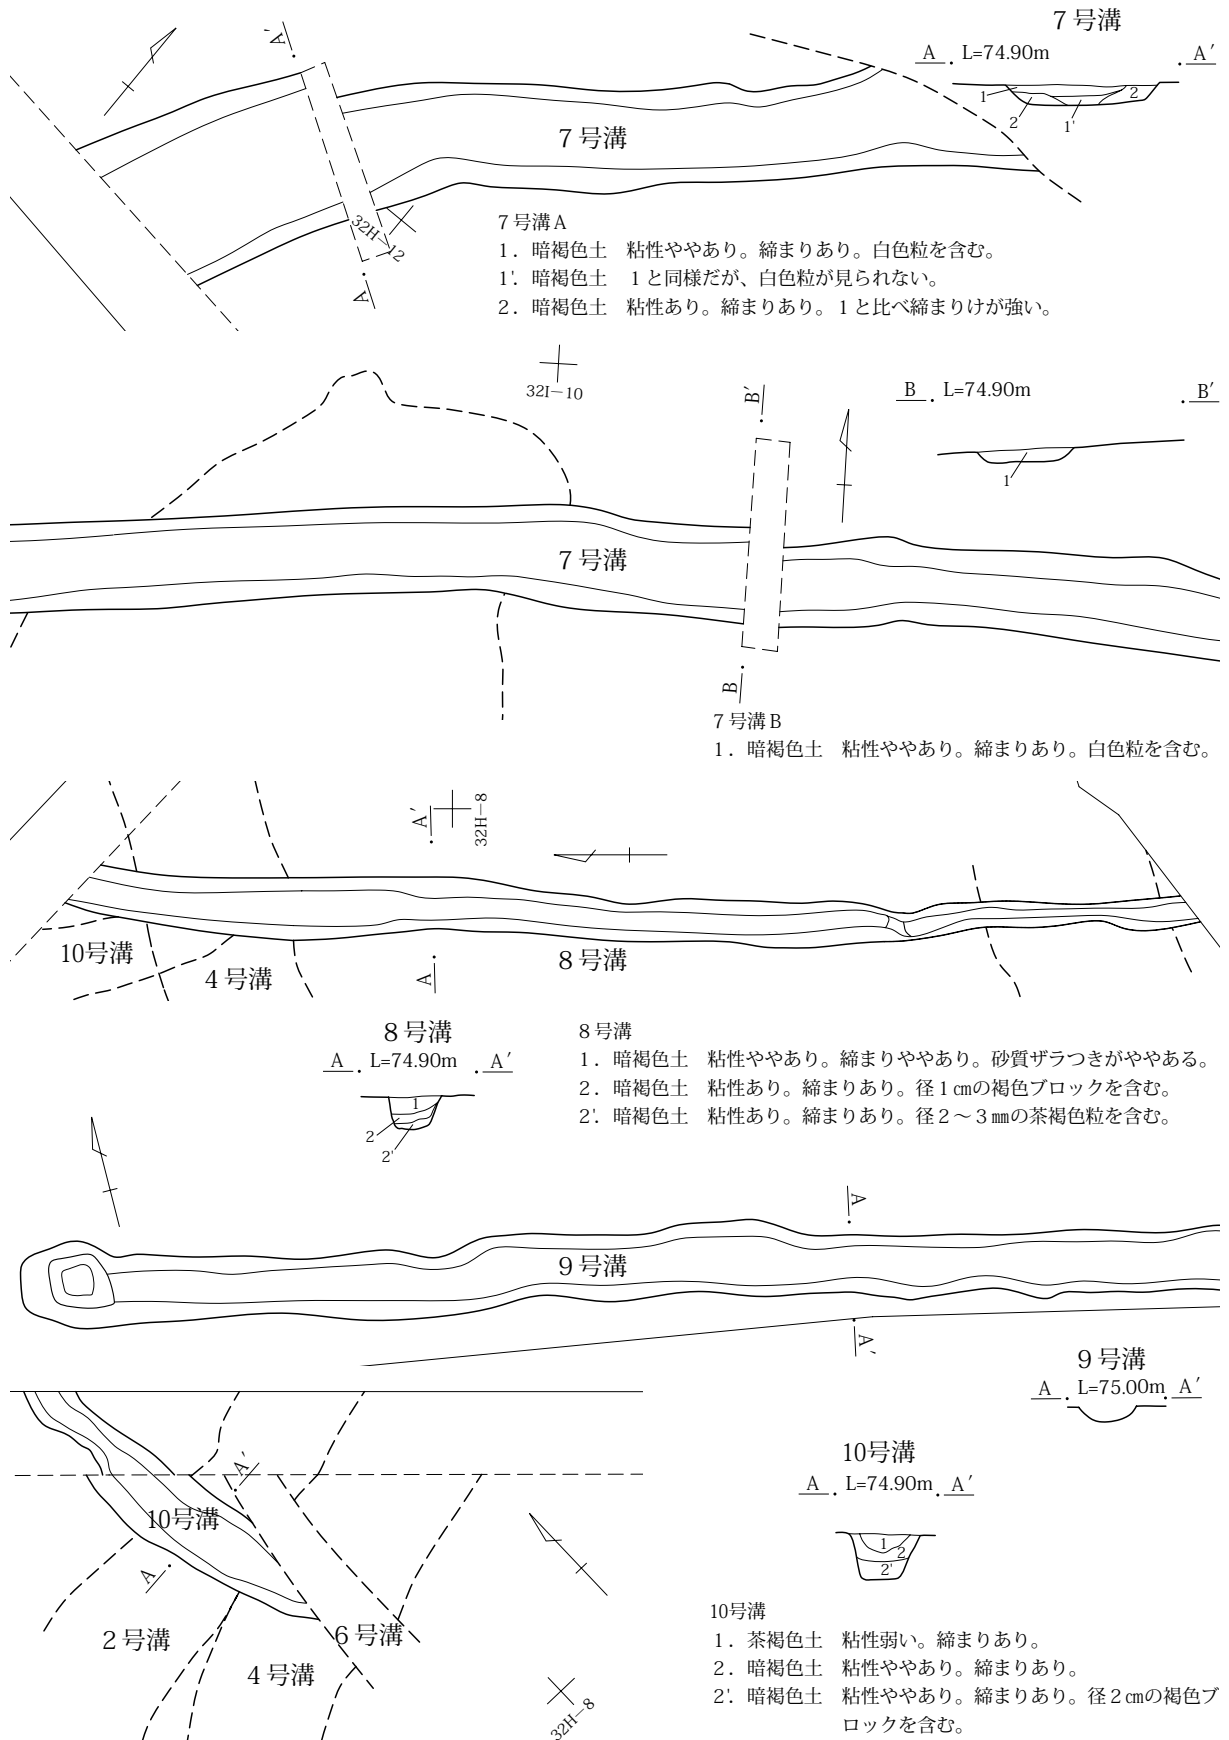 7号溝
A L=74.90m A′
1 2 1' 2
A′
7号溝
32H−12
A
7号溝A
1．暗褐色土　粘性ややあり。締まりあり。白色粒を含む。
1'．暗褐色土　1と同様だが、白色粒が見られない。
2．暗褐色土　粘性あり。締まりあり。1と比べ締まりけが強い。
32I−10
B L=74.90m B′
1
B′
7号溝
B
7号溝B
1．暗褐色土　粘性ややあり。締まりあり。白色粒を含む。
A′
32H−8
10号溝
4号溝
8号溝
A
8号溝
A L=74.90m A′
1
2
2'
8号溝
1．暗褐色土　粘性ややあり。締まりややあり。砂質ザラつきがややある。
2．暗褐色土　粘性あり。締まりあり。径1㎝の褐色ブロックを含む。
2'．暗褐色土　粘性あり。締まりあり。径2～3㎜の茶褐色粒を含む。
A
9号溝
A′
9号溝
A L=75.00m A′
A′
10号溝
A
2号溝
6号溝
4号溝
32H−8
10号溝
A L=74.90m A′
1
2
2'
10号溝
1．茶褐色土　粘性弱い。締まりあり。
2．暗褐色土　粘性ややあり。締まりあり。
2'．暗褐色土　粘性ややあり。締まりあり。径2㎝の褐色ブ
ロックを含む。